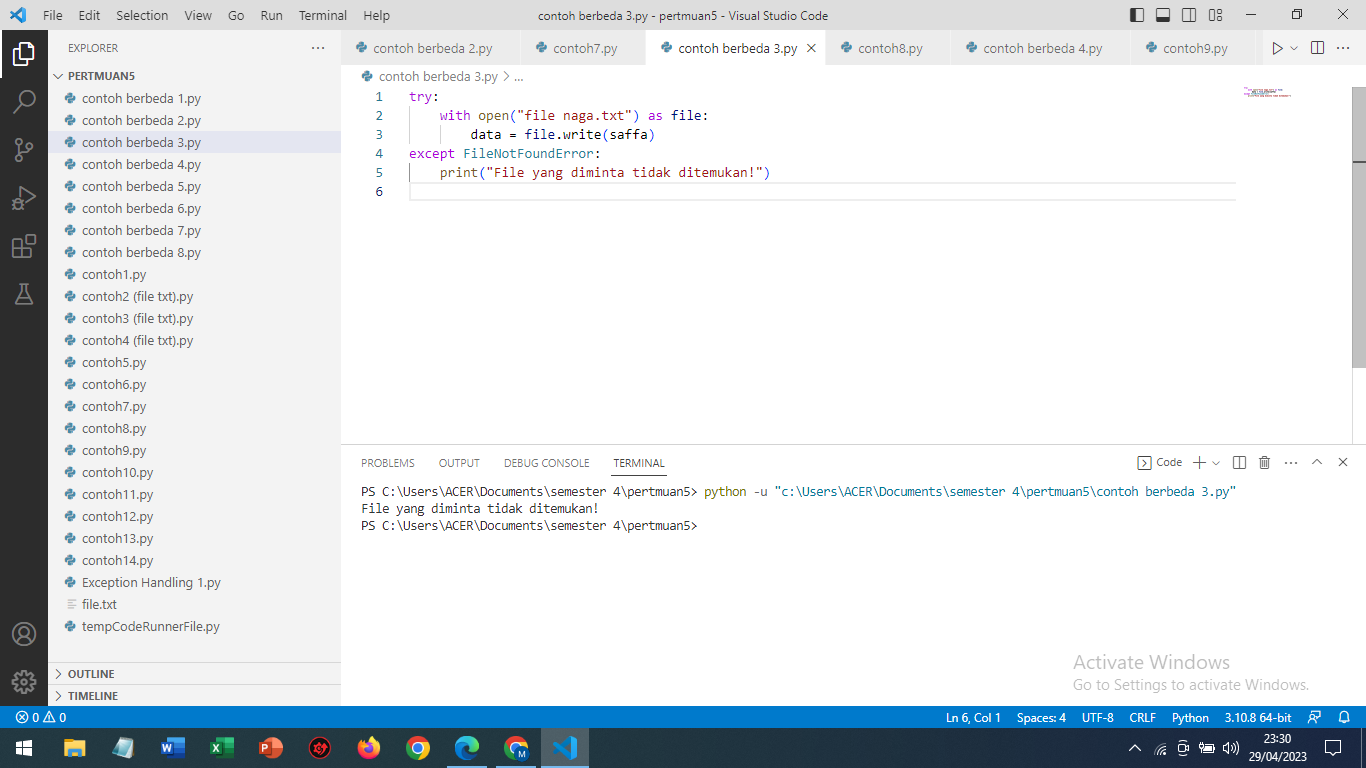 File Edit Selection View Go Run Terminal Help
contoh berbeda 3.py - pertmuan5 - Visual Studio Code
EXPLORER
PERTMUAN5
contoh berbeda 1.py
contoh berbeda 2.py
contoh berbeda 3.py
contoh berbeda 4.py
contoh berbeda 5.py
contoh berbeda 6.py
contoh berbeda 7.py
contoh berbeda 8.py
contoh1.py
contoh2 (file txt).py
contoh3 (file txt).py
contoh4 (file txt).py
contoh5.py
contoh6.py
contoh7.py
contoh8.py
contoh9.py
contoh10.py
contoh11.py
contoh12.py
contoh13.py
contoh14.py
Exception Handling 1.py
file.txt
tempCodeRunnerFile.py
OUTLINE
TIMELINE
contoh berbeda 2.py contoh7.py contoh berbeda 3.py contoh8.py contoh berbeda 4.py contoh9.py
contoh berbeda 3.py > ...
1 try:
2 with open("file naga.txt") as file:
3 data = file.write(saffa)
4 except FileNotFoundError:
5 print("File yang diminta tidak ditemukan!")
6
PROBLEMS OUTPUT DEBUG CONSOLE TERMINAL
Code
PS C:\Users\ACER\Documents\semester 4\pertmuan5> python -u "c:\Users\ACER\Documents\semester 4\pertmuan5\contoh berbeda 3.py"
File yang diminta tidak ditemukan!
PS C:\Users\ACER\Documents\semester 4\pertmuan5>
Activate Windows
Go to Settings to activate Windows.
0 0
Ln 6, Col 1 Spaces: 4 UTF-8 CRLF Python 3.10.8 64-bit
23:30
29/04/2023